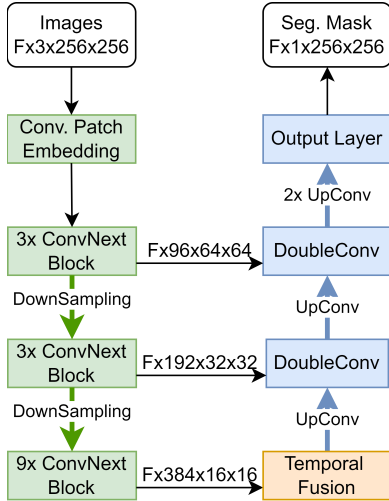 Images
Fx3x256x256
Seg. Mask
Fx1x256x256
Conv. Patch
Embedding
Output Layer
2x UpConv
3x ConvNext
Block
Fx96x64x64
DoubleConv
DownSampling
UpConv
3x ConvNext
Block
Fx192x32x32
DoubleConv
DownSampling
UpConv
9x ConvNext
Block
Fx384x16x16
Temporal
Fusion